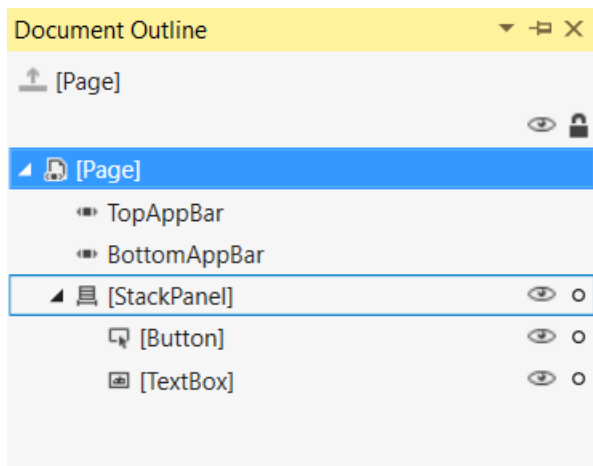 Document Outline
[Page]
[Page]
TopAppBar
BottomAppBar
[StackPanel]
[Button]
[TextBox]